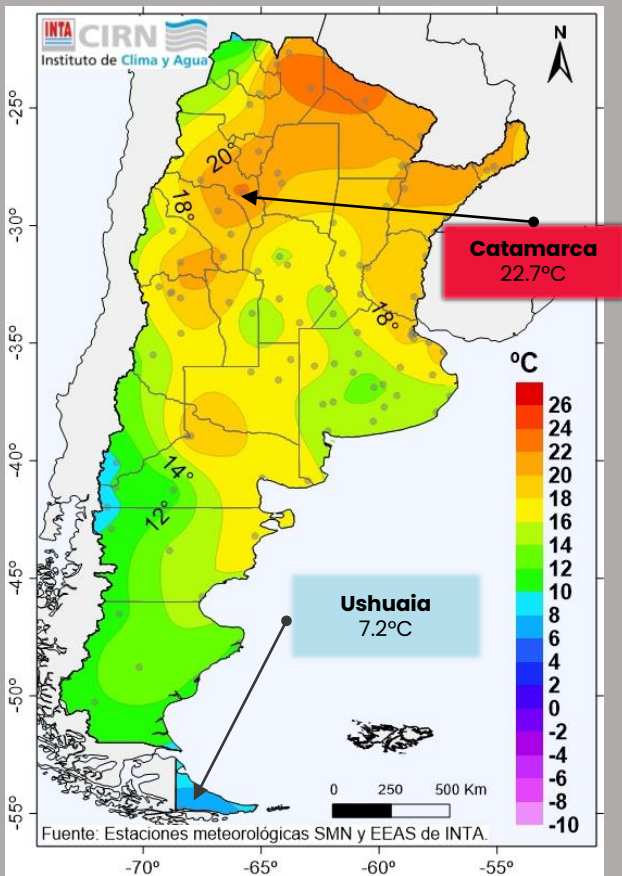 INTA CIRN
Instituto de Clima y Agua
N
-25°
-30°
-35°
-40°
-45°
-50°
-55°
20°
18°
18°
14°
12°
Catamarca
22.7°C
Ushuaia
7.2°C
ºC
26
24
22
20
18
16
14
12
10
8
6
4
2
0
-2
-4
-6
-8
-10
0 250 500 Km
Fuente: Estaciones meteorológicas SMN y EEAS de INTA.
-70° -65° -60° -55°